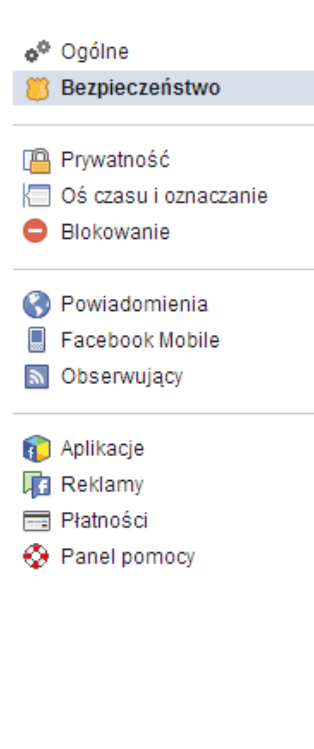 Ogólne
Bezpieczeństwo
Prywatność
Oś czasu i oznaczanie
Blokowanie
Powiadomienia
Facebook Mobile
Obserwujący
Aplikacje
Reklamy
Płatności
Panel pomocy